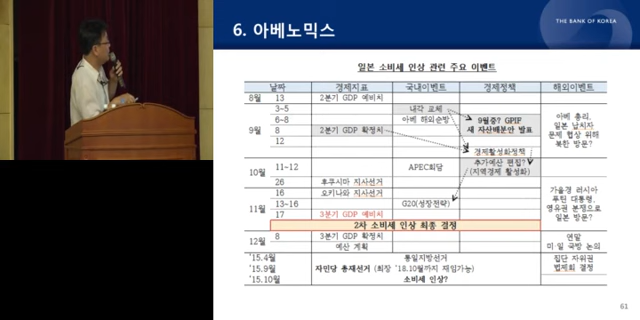 THE BANK OF KOREA
6. 아베노믹스
일본 소비세 인상 관련 주요 이벤트
날짜 경제지표 국내이벤트 경제정책 해외이벤트
8월 13 2분기 GDP 예비치
9월
3~5 내각 교체
6~8 아베 해외순방
8 2분기 GDP 확정치
12
9월중? GPIF
새 자산배분안 발표
경제활성화정책
아베 총리,
일본 납치자
문제 협상 위해
북한 방문?
10월
11~12 APEC회담
추가예산 편성?
(지역경제 활성화)
26 후쿠시마 지사선거
11월
16 오키나와 지사선거
13~16 G20(성장전략)
17 3분기 GDP 예비치
가을경 러시아
푸틴 대통령,
영유권 분쟁으로
일본 방문?
2차 소비세 인상 최종 결정
12월 8 3분기 GDP 확정치
예산 계획
연말
미·일 국방 논의
'15.4월 통일지방선거
'15.9월 자민당 총재선거 (최장 '18.10월까지 재임가능)
'15.10월 소비세 인상?
집단 자위권
법제화 결정
61